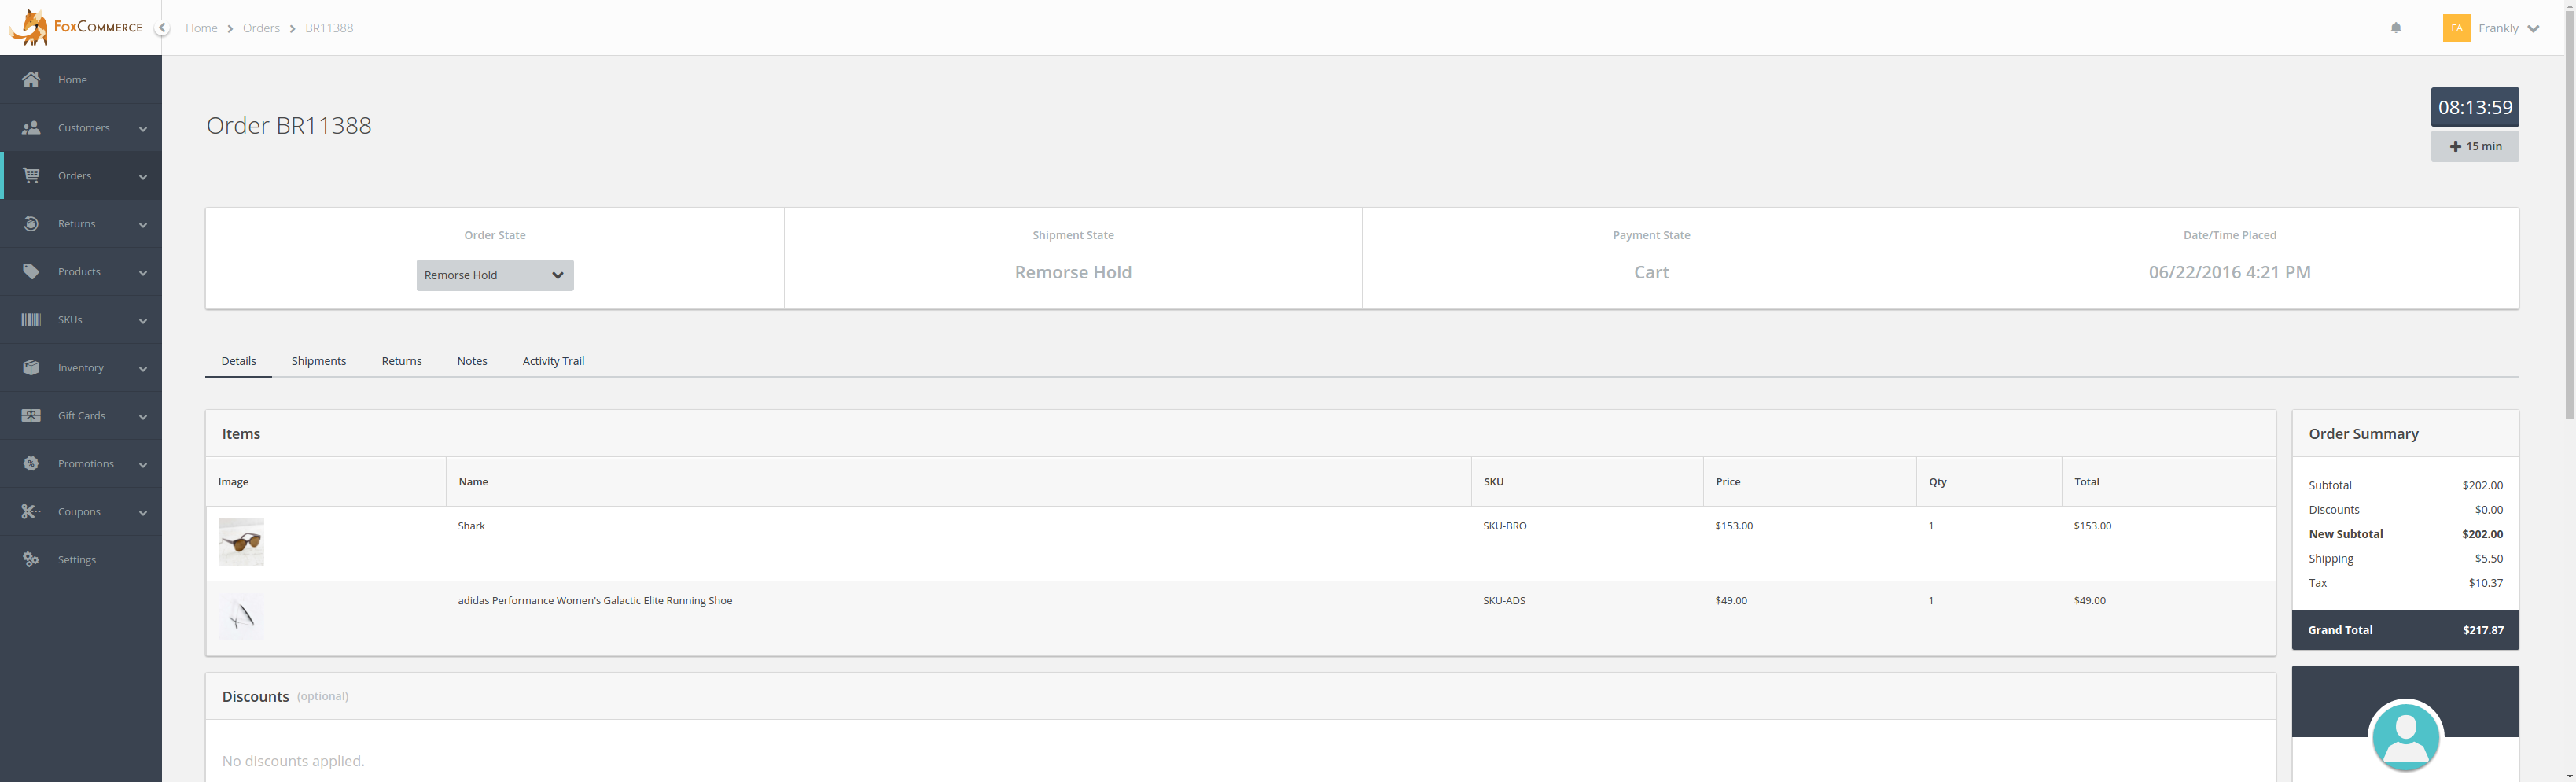 FOXCOMMERCE
Home Orders BR11388
FA Frankly
Home
Customers
Orders
Returns
Products
SKUs
Inventory
Gift Cards
Promotions
Coupons
Settings
Order BR11388
08:13:59
15 min
Order State Shipment State Payment State Date/Time Placed
Remorse Hold Remorse Hold Cart 06/22/2016 4:21 PM
Details Shipments Returns Notes Activity Trail
Items
Image Name SKU Price Qty Total
Shark SKU-BRO $153.00 1 $153.00
adidas Performance Women's Galactic Elite Running Shoe SKU-ADS $49.00 1 $49.00
Discounts (optional)
No discounts applied.
Order Summary
Subtotal $202.00
Discounts $0.00
New Subtotal $202.00
Shipping $5.50
Tax $10.37
Grand Total $217.87